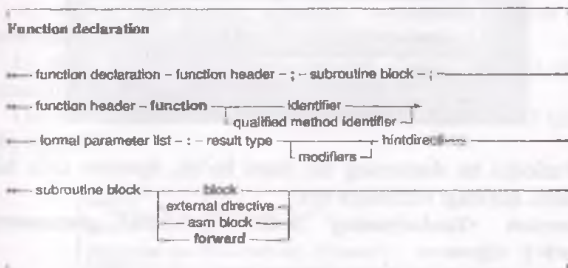 Function declaration
function declaration – function header – ; – subroutine block – ;
function header – function identifier
qualified method identifier
formal parameter list – : – result type hintdirectives
modifiers
subroutine block block
external directive
asm block
forward